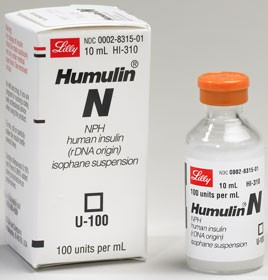 Lilly
NDC 0002-8315-01
10 mL HI-310
Humulin®
N
NPH
human insulin
(rDNA origin)
isophane suspension
U-100
100 units per mL
Lilly
NDC 0002-8315-01
10 mL HI-310
Humulin® N
NPH
human insulin
(rDNA origin)
isophane suspension
U-100
100 units per mL